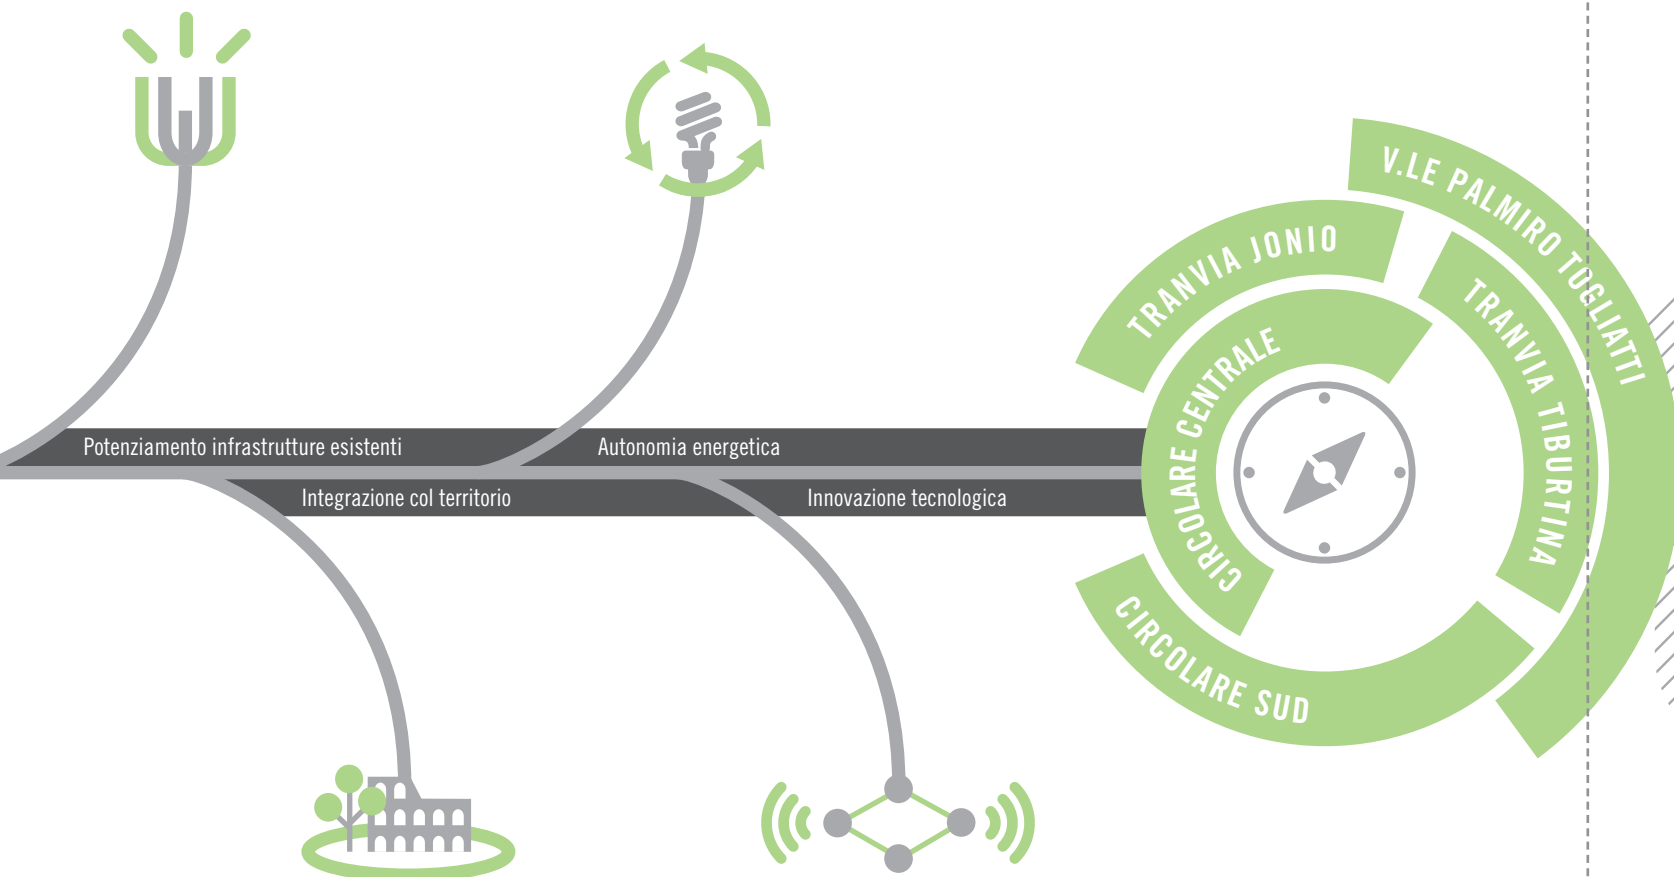 Potenziamento infrastrutture esistenti
Autonomia energetica
Integrazione col territorio
Innovazione tecnologica
V.LE PALMIRO TOGLIATTI
TRANVIA JONIO
TRANVIA TIBURTINA
CIRCOLARE CENTRALE
CIRCOLARE SUD